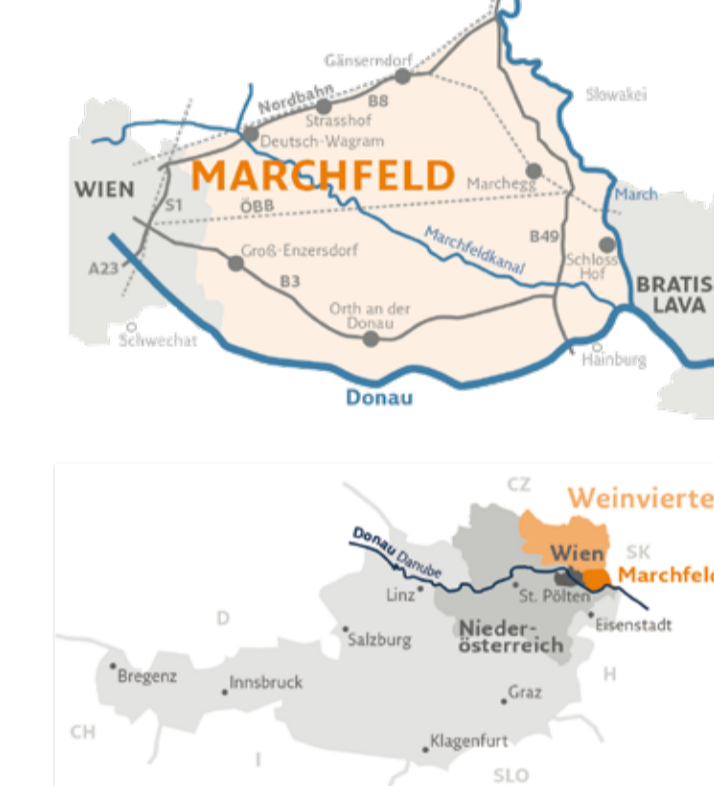 Gänserndorf
Nordbahn
B8
Strasshof
Slowakei
Deutsch-Wagram
MARCHFELD
Marchegg
WIEN
March
S1
ÖBB
Marchfeldkanal
B49
Groß-Enzersdorf
A23
B3
Schloss
Hof
BRATIS
LAVA
Orth an der
Donau
Schwechat
Hainburg
Donau
CZ
Weinvierte
Donau Danube
Wien
SK
Marchfeld
Linz
St. Pölten
D
Eisenstadt
Salzburg
Nieder-
österreich
Bregenz
Innsbruck
H
Graz
CH
Klagenfurt
I
SLO